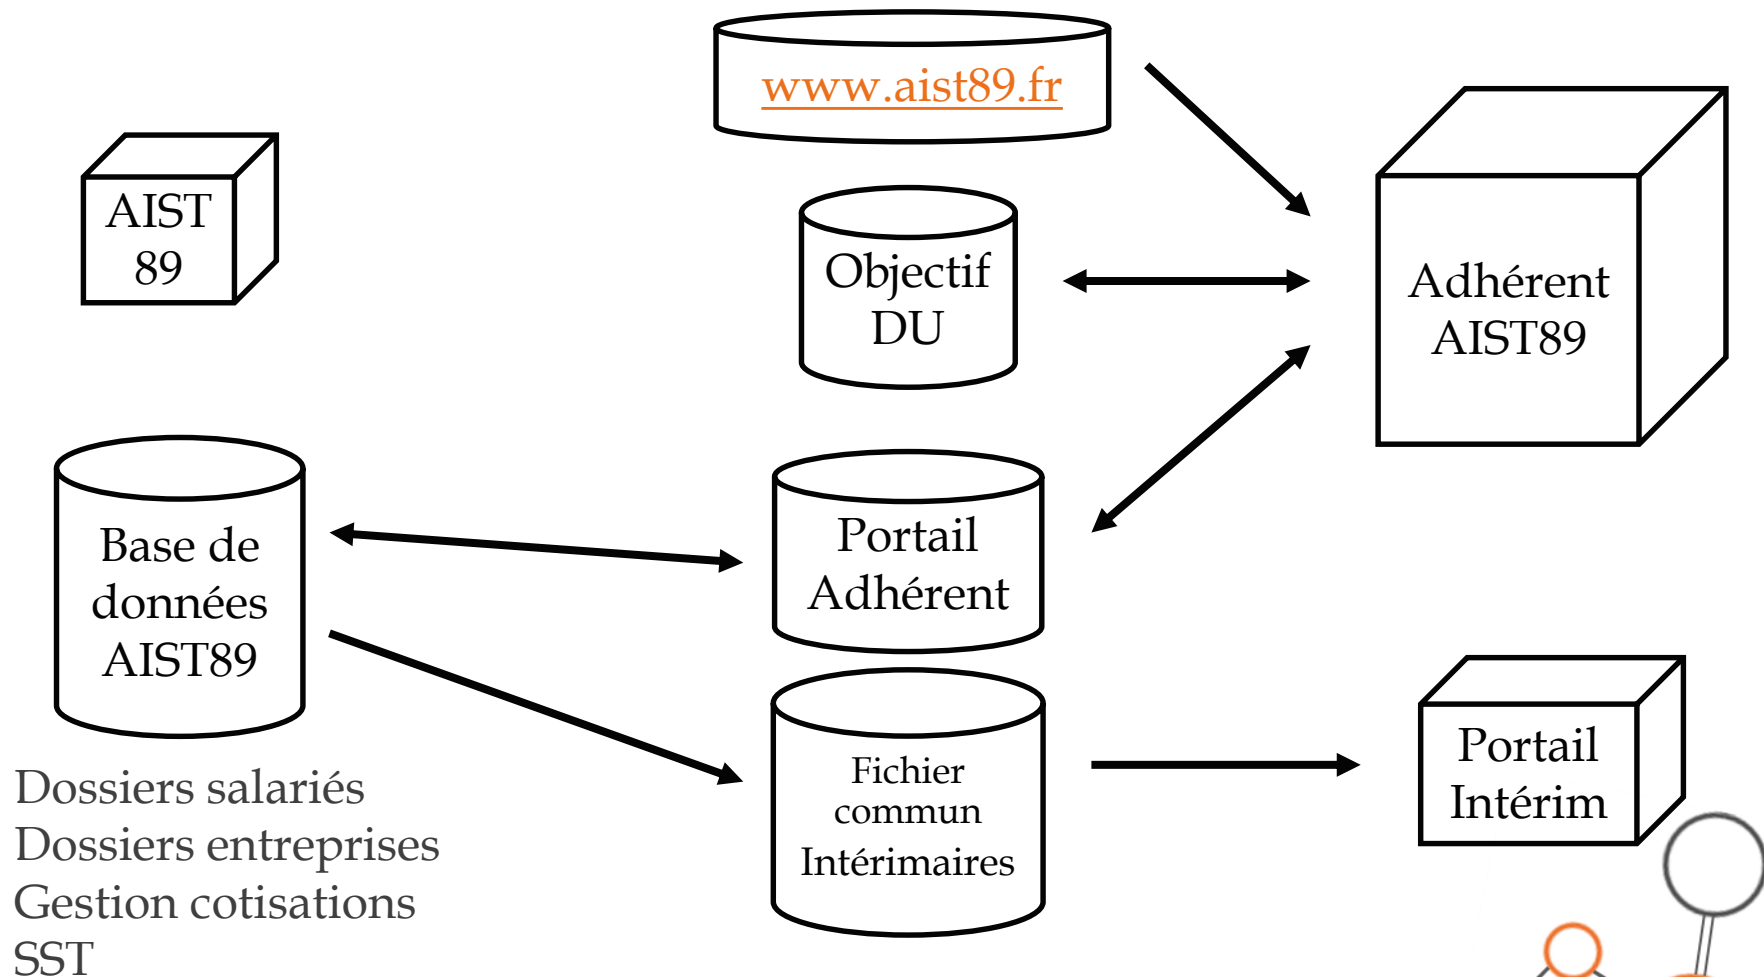 www.aist89.fr
AIST
89
Objectif
DU
Adhérent
AIST89
Base de
données
AIST89
Portail
Adhérent
Fichier
commun
Intérimaires
Portail
Intérim
Dossiers salariés
Dossiers entreprises
Gestion cotisations
SST